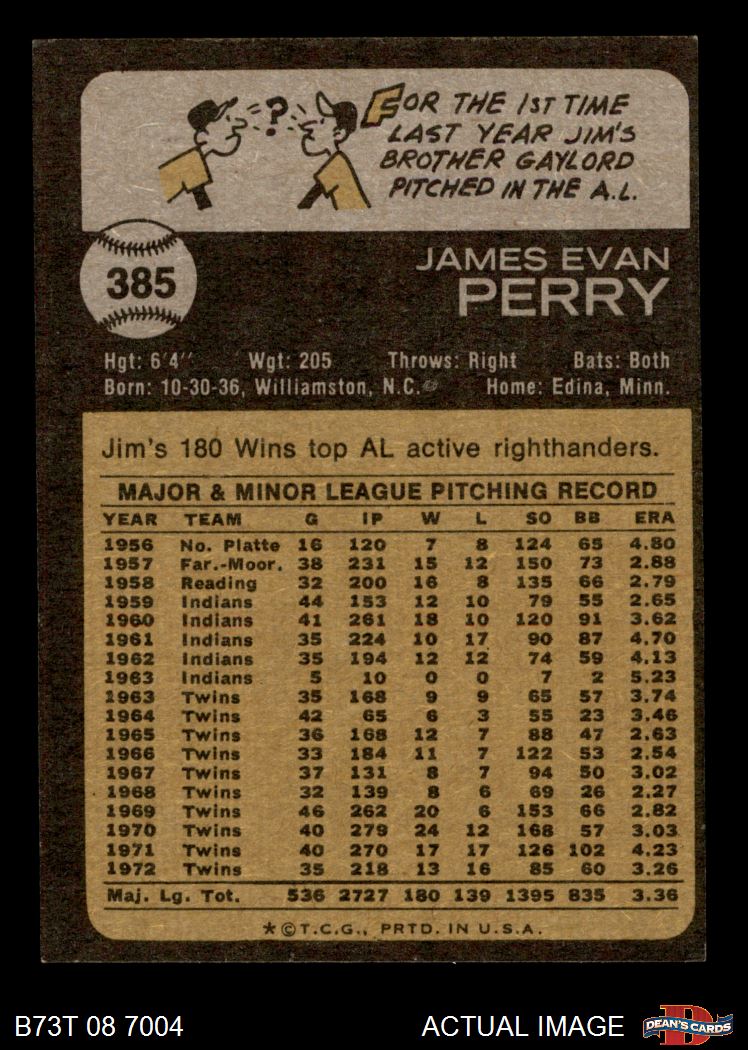 ?
FOR THE 1ST TIME
LAST YEAR JIM'S
BROTHER GAYLORD
PITCHED IN THE A.L.
385
JAMES EVAN
PERRY
Hgt: 6'4'' Wgt: 205 Throws: Right Bats: Both
Born: 10-30-36, Williamston, N.C. Home: Edina, Minn.
Jim's 180 Wins top AL active righthanders.
MAJOR & MINOR LEAGUE PITCHING RECORD
YEAR TEAM G IP W L SO BB ERA
1956 No. Platte 16 120 7 8 124 65 4.80
1957 Far.-Moor. 38 231 15 12 150 73 2.88
1958 Reading 32 200 16 8 135 66 2.79
1959 Indians 44 153 12 10 79 55 2.65
1960 Indians 41 261 18 10 120 91 3.62
1961 Indians 35 224 10 17 90 87 4.70
1962 Indians 35 194 12 12 74 59 4.13
1963 Indians 5 10 0 0 7 2 5.23
1963 Twins 35 168 9 9 65 57 3.74
1964 Twins 42 65 6 3 55 23 3.46
1965 Twins 36 168 12 7 88 47 2.63
1966 Twins 33 184 11 7 122 53 2.54
1967 Twins 37 131 8 7 94 50 3.02
1968 Twins 32 139 8 6 69 26 2.27
1969 Twins 46 262 20 6 153 66 2.82
1970 Twins 40 279 24 12 168 57 3.03
1971 Twins 40 270 17 17 126 102 4.23
1972 Twins 35 218 13 16 85 60 3.26
Maj. Lg. Tot. 536 2727 180 139 1395 835 3.36
*©T.C.G., PRTD. IN U.S.A.
B73T 08 7004 ACTUAL IMAGE
D
DEAN'S CARDS